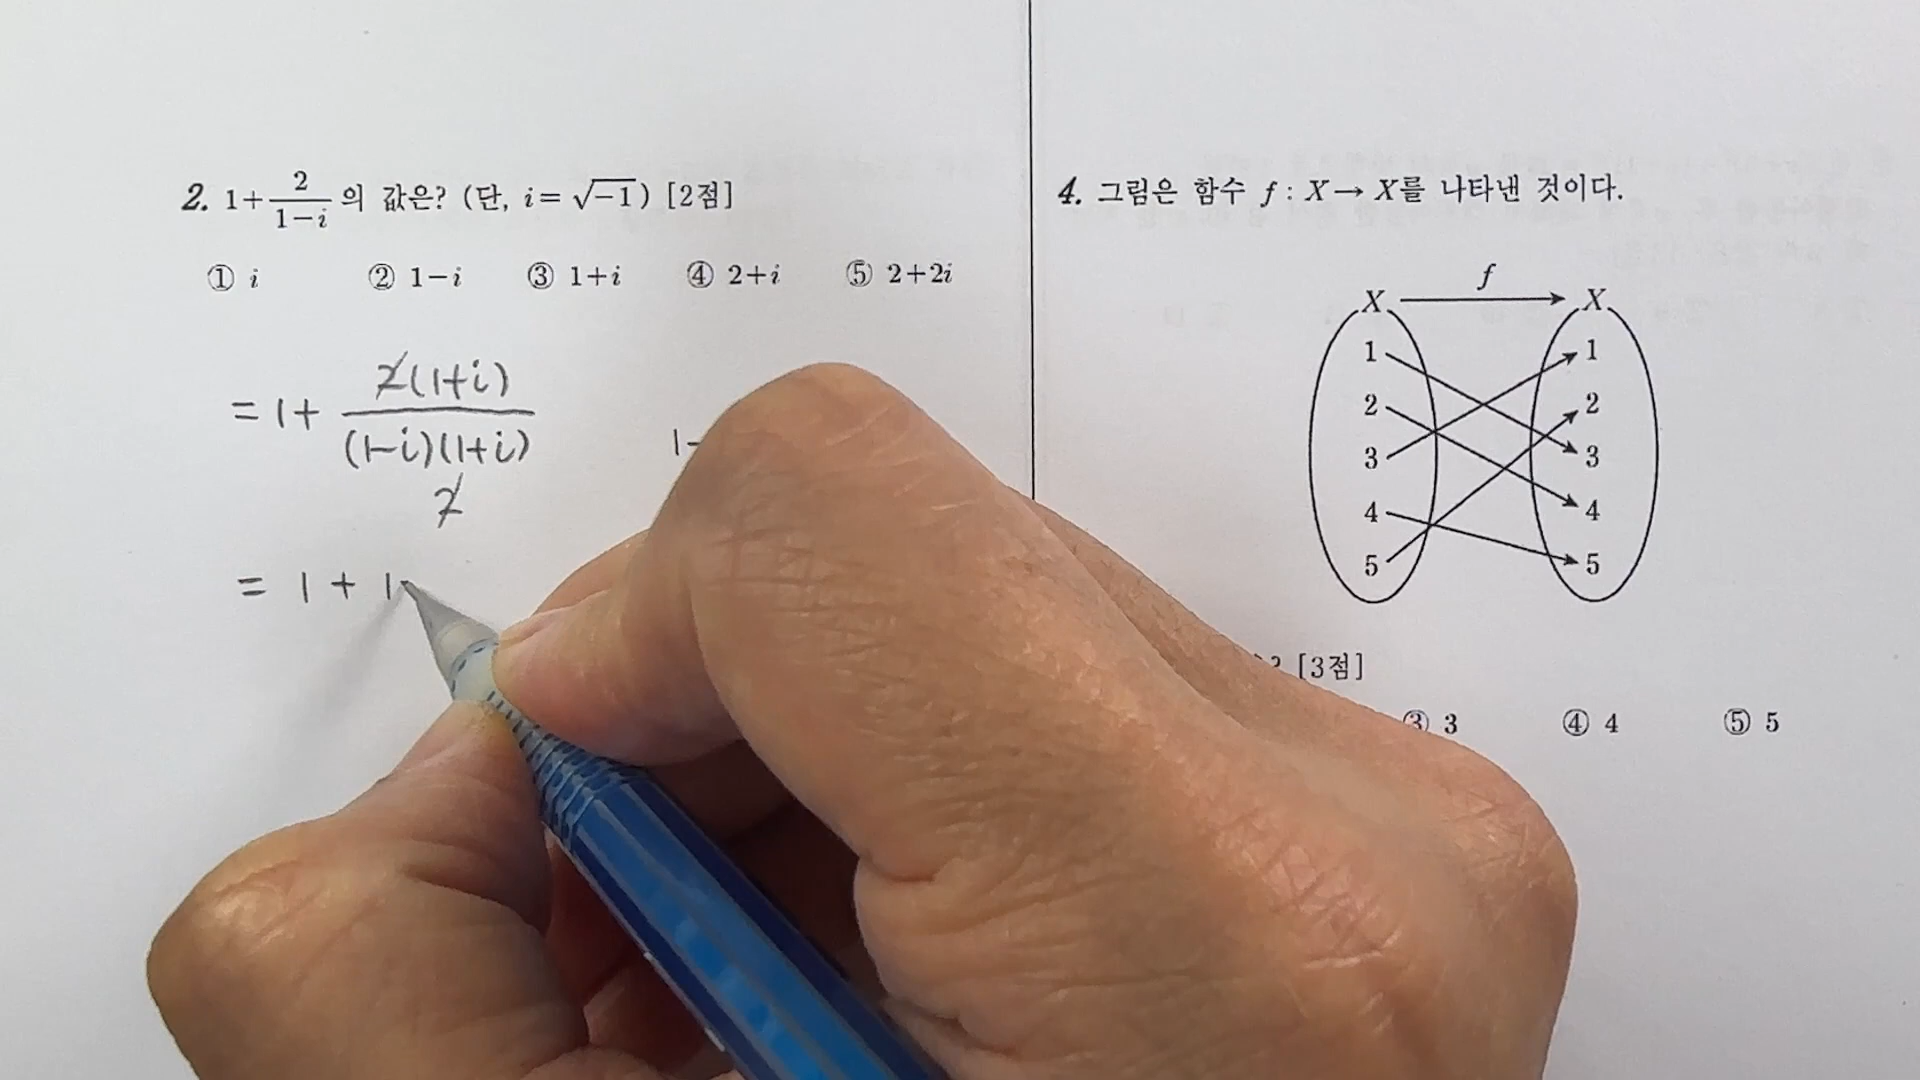 2. 1+\frac{2}{1-i}의 값은? (단, i=√-1) [2점]
① i ② 1-i ③ 1+i ④ 2+i ⑤ 2+2i
=1+\frac{2(1+i)}{(1-i)(1+i)}
2
1-
= 1 + 1
4. 그림은 함수 f : X→X를 나타낸 것이다.
f
X X
1 1
2 2
3 3
4 4
5 5
[3점]
③ 3 ④ 4 ⑤ 5